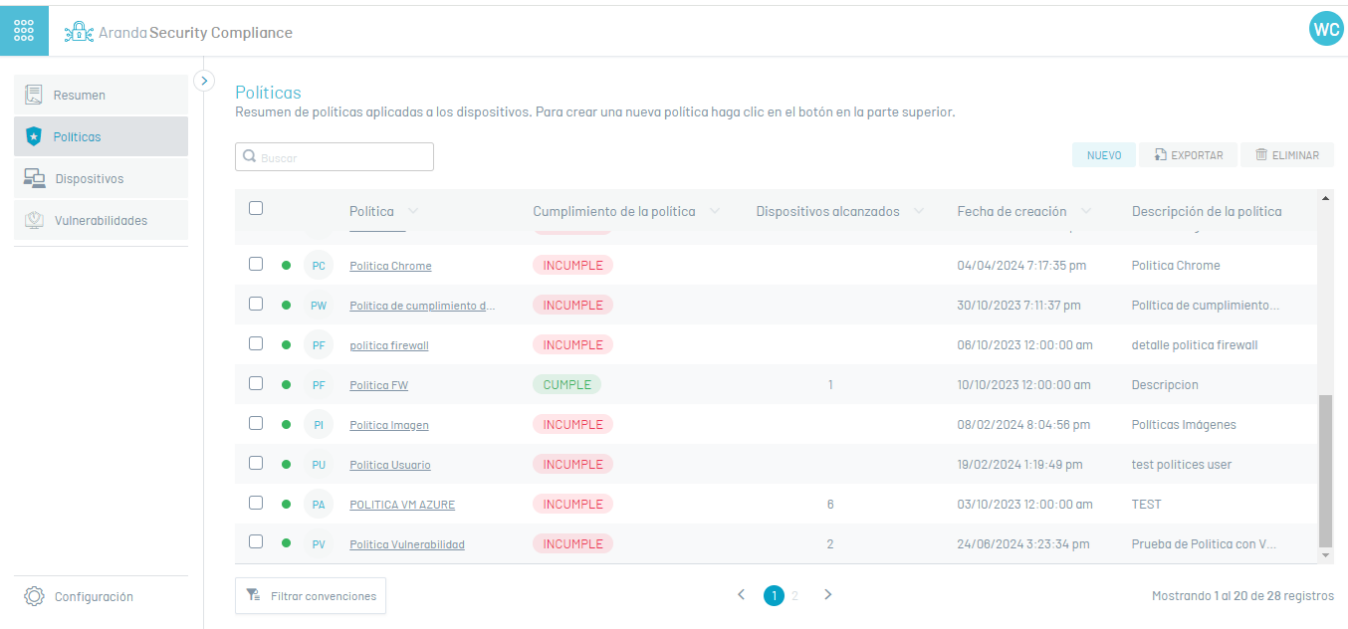 Aranda Security Compliance
WC
Resumen
Políticas
Dispositivos
Vulnerabilidades
Configuración
Políticas
Resumen de políticas aplicadas a los dispositivos. Para crear una nueva política haga clic en el botón en la parte superior.
Buscar
NUEVO EXPORTAR ELIMINAR
Política Cumplimiento de la política Dispositivos alcanzados Fecha de creación Descripción de la política
PC Politica Chrome INCUMPLE 04/04/2024 7:17:35 pm Politica Chrome
PW Política de cumplimiento d... INCUMPLE 30/10/2023 7:11:37 pm Política de cumplimiento...
PF politica firewall INCUMPLE 06/10/2023 12:00:00 am detalle politica firewall
PF Politica FW CUMPLE 1 10/10/2023 12:00:00 am Descripcion
PI Politica Imagen INCUMPLE 08/02/2024 8:04:56 pm Políticas Imágenes
PU Politica Usuario INCUMPLE 19/02/2024 1:19:49 pm test polítices user
PA POLITICA VM AZURE INCUMPLE 6 03/10/2023 12:00:00 am TEST
PV Politica Vulnerabilidad INCUMPLE 2 24/06/2024 3:23:34 pm Prueba de Politica con V...
Filtrar convenciones
1 2
Mostrando 1 al 20 de 28 registros